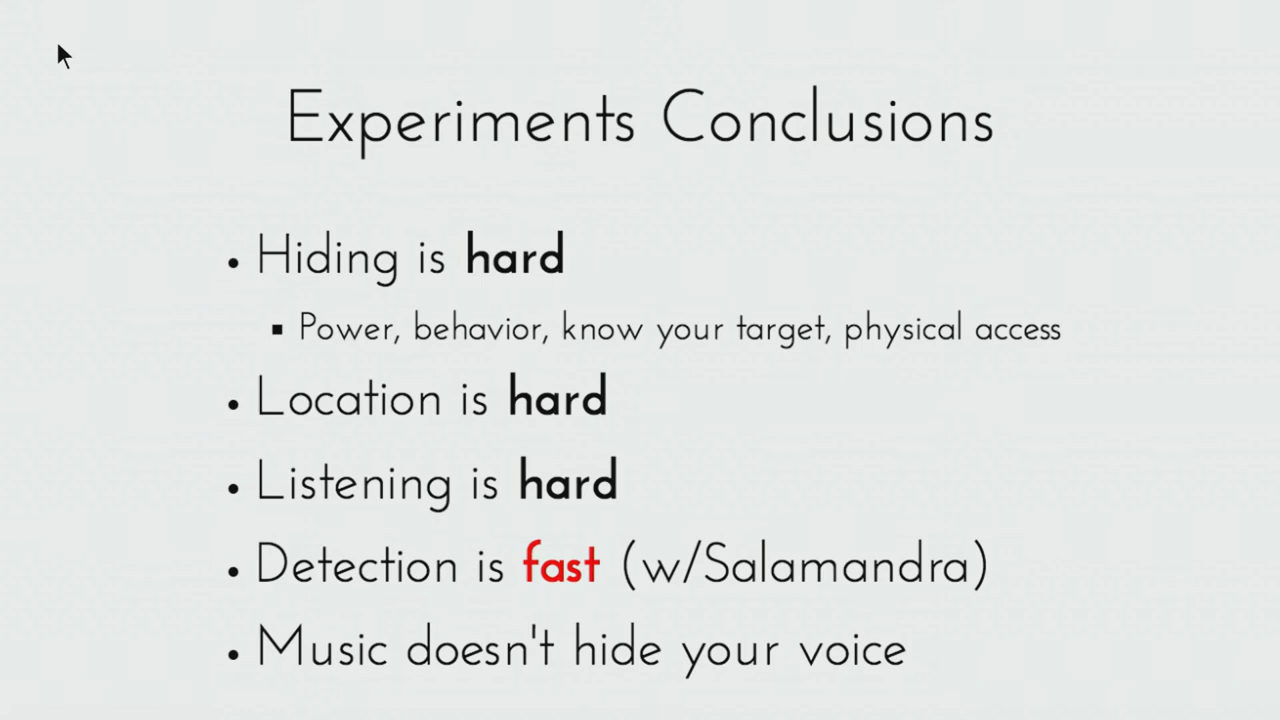 Experiments Conclusions
• Hiding is hard
▪ Power, behavior, know your target, physical access
• Location is hard
• Listening is hard
• Detection is fast (w/Salamandra)
• Music doesn't hide your voice